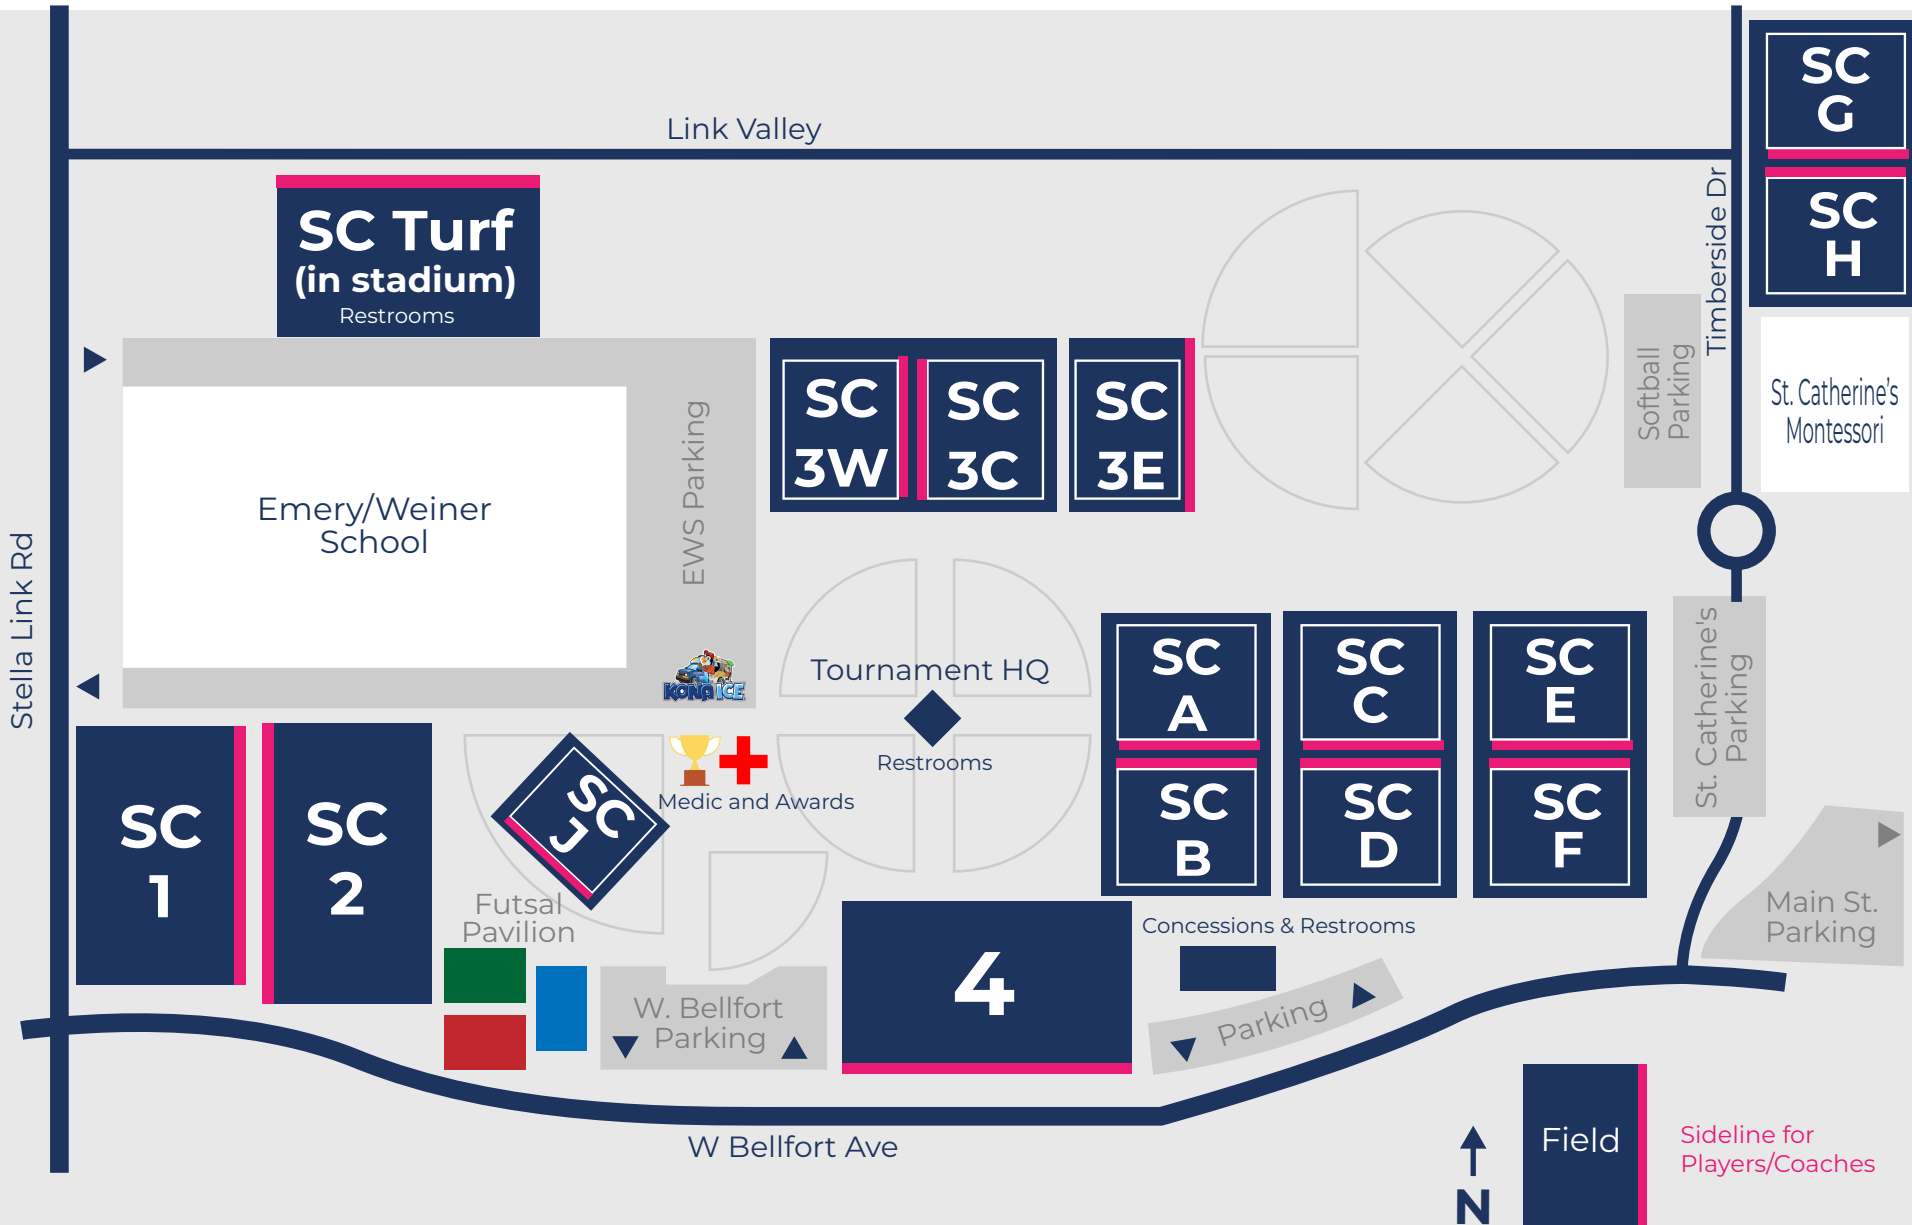 Link Valley
SC
G
SC
H
Timberside Dr
SC Turf
(in stadium)
Restrooms
SC
3W
SC
3C
SC
3E
Softball
Parking
St. Catherine's
Montessori
EWS Parking
Emery/Weiner
School
Stella Link Rd
KONA ICE
Tournament HQ
Restrooms
Medic and Awards
SC
A
SC
B
SC
C
SC
D
SC
E
SC
F
St. Catherine's
Parking
SC
1
SC
2
SC
J
Futsal
Pavilion
W. Bellfort
Parking
4
Concessions & Restrooms
Parking
Main St.
Parking
W Bellfort Ave
N
Field
Sideline for
Players/Coaches